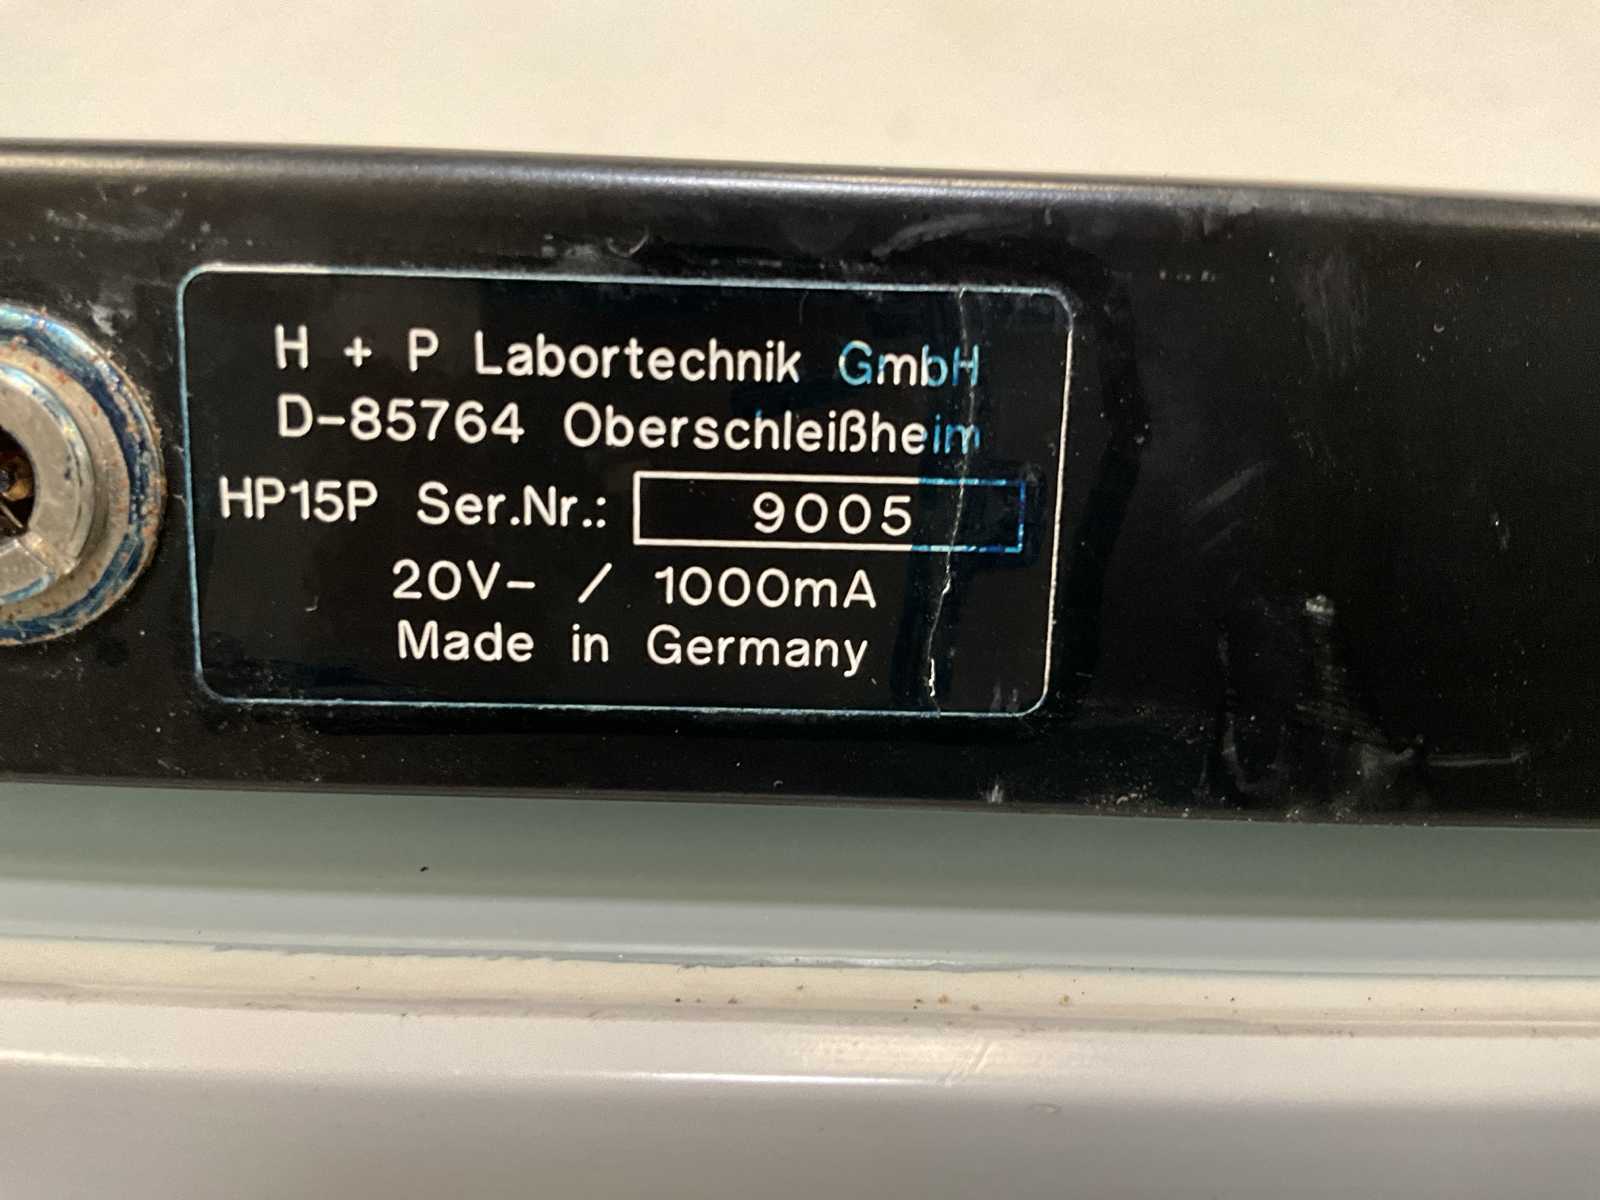 H + P Labortechnik GmbH
D-85764 Oberschleißheim
HP15P Ser.Nr.: 9005
20V- / 1000mA
Made in Germany